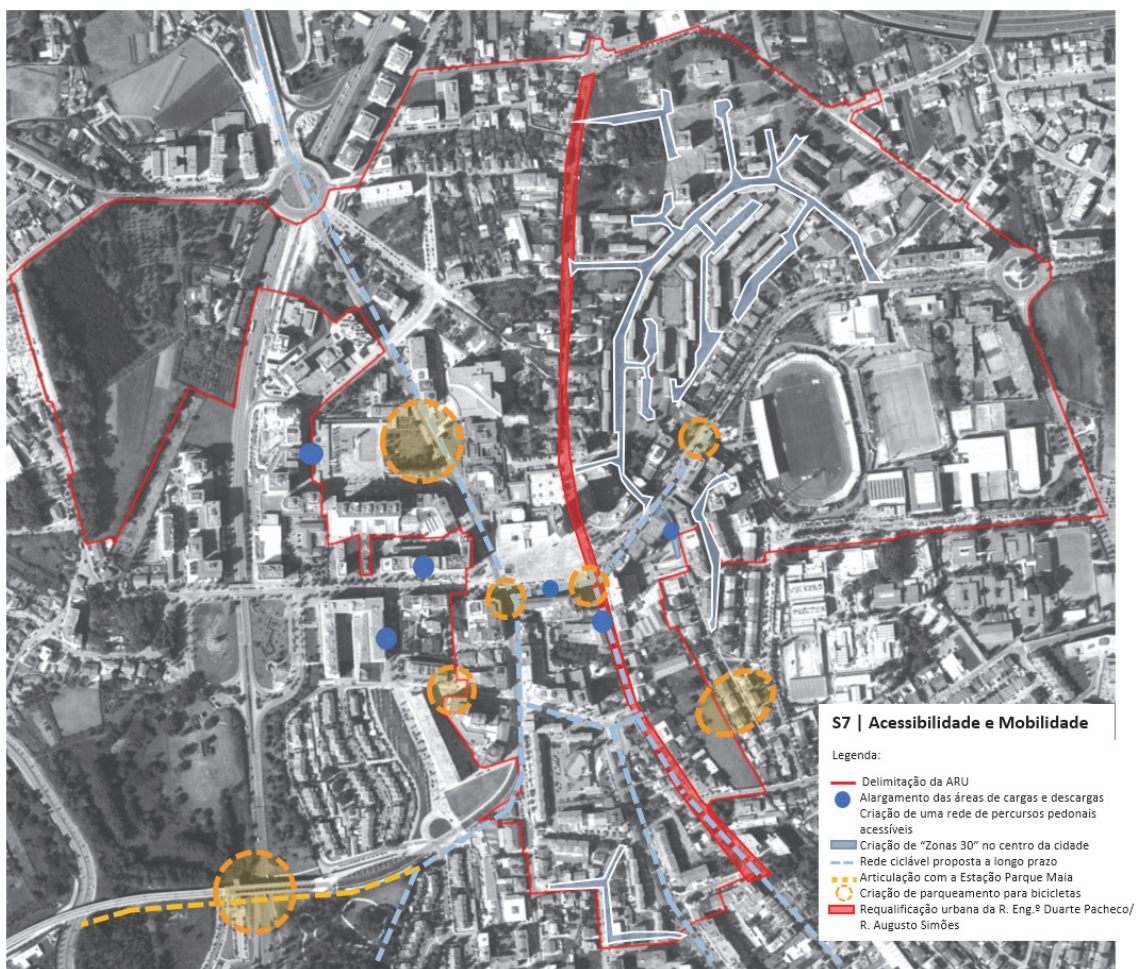 S7 | Acessibilidade e Mobilidade
Legenda:
Delimitação da ARU
Alargamento das áreas de cargas e descargas
Criação de uma rede de percursos pedonais
acessíveis
Criação de "Zonas 30" no centro da cidade
Rede ciclável proposta a longo prazo
Articulação com a Estação Parque Maia
Criação de parqueamento para bicicletas
Requalificação urbana da R. Eng.º Duarte Pacheco/
R. Augusto Simões